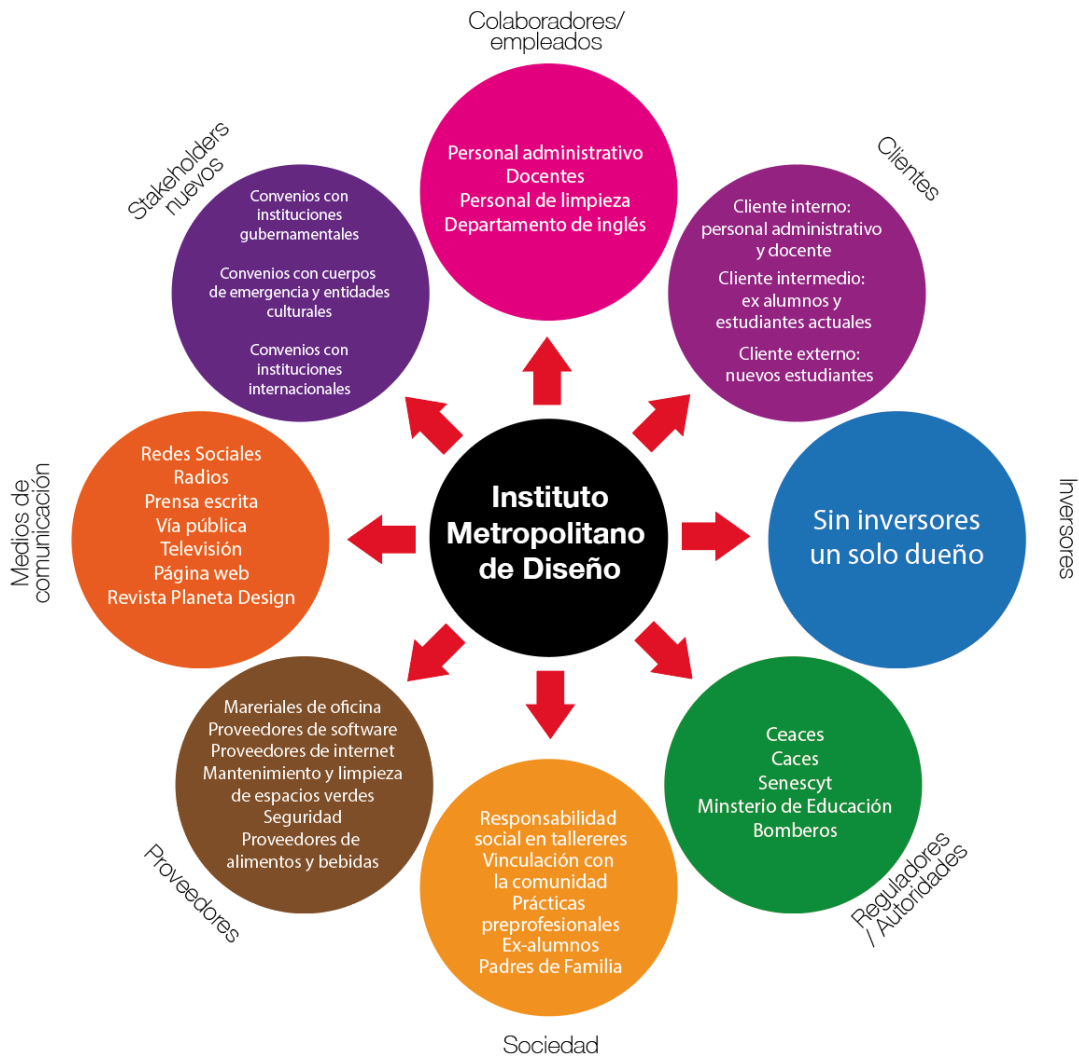 Colaboradores/
empleados
Personal administrativo
Docentes
Personal de limpieza
Departamento de inglés
Clientes
Cliente interno:
personal administrativo
y docente
Cliente intermedio:
ex alumnos y
estudiantes actuales
Cliente externo:
nuevos estudiantes
Inversores
Sin inversores
un solo dueño
Reguladores
/ Autoridades
Ceaces
Caces
Senescyt
Minsterio de Educación
Bomberos
Sociedad
Responsabilidad
social en tallereres
Vinculación con
la comunidad
Prácticas
preprofesionales
Ex-alumnos
Padres de Familia
Proveedores
Mareriales de oficina
Proveedores de software
Proveedores de internet
Mantenimiento y limpieza
de espacios verdes
Seguridad
Proveedores de
alimentos y bebidas
Medios de
comunicación
Redes Sociales
Radios
Prensa escrita
Vía pública
Televisión
Página web
Revista Planeta Design
Stakeholders
nuevos
Convenios con
instituciones
gubernamentales
Convenios con cuerpos
de emergencia y entidades
culturales
Convenios con
instituciones
internacionales
Instituto
Metropolitano
de Diseño